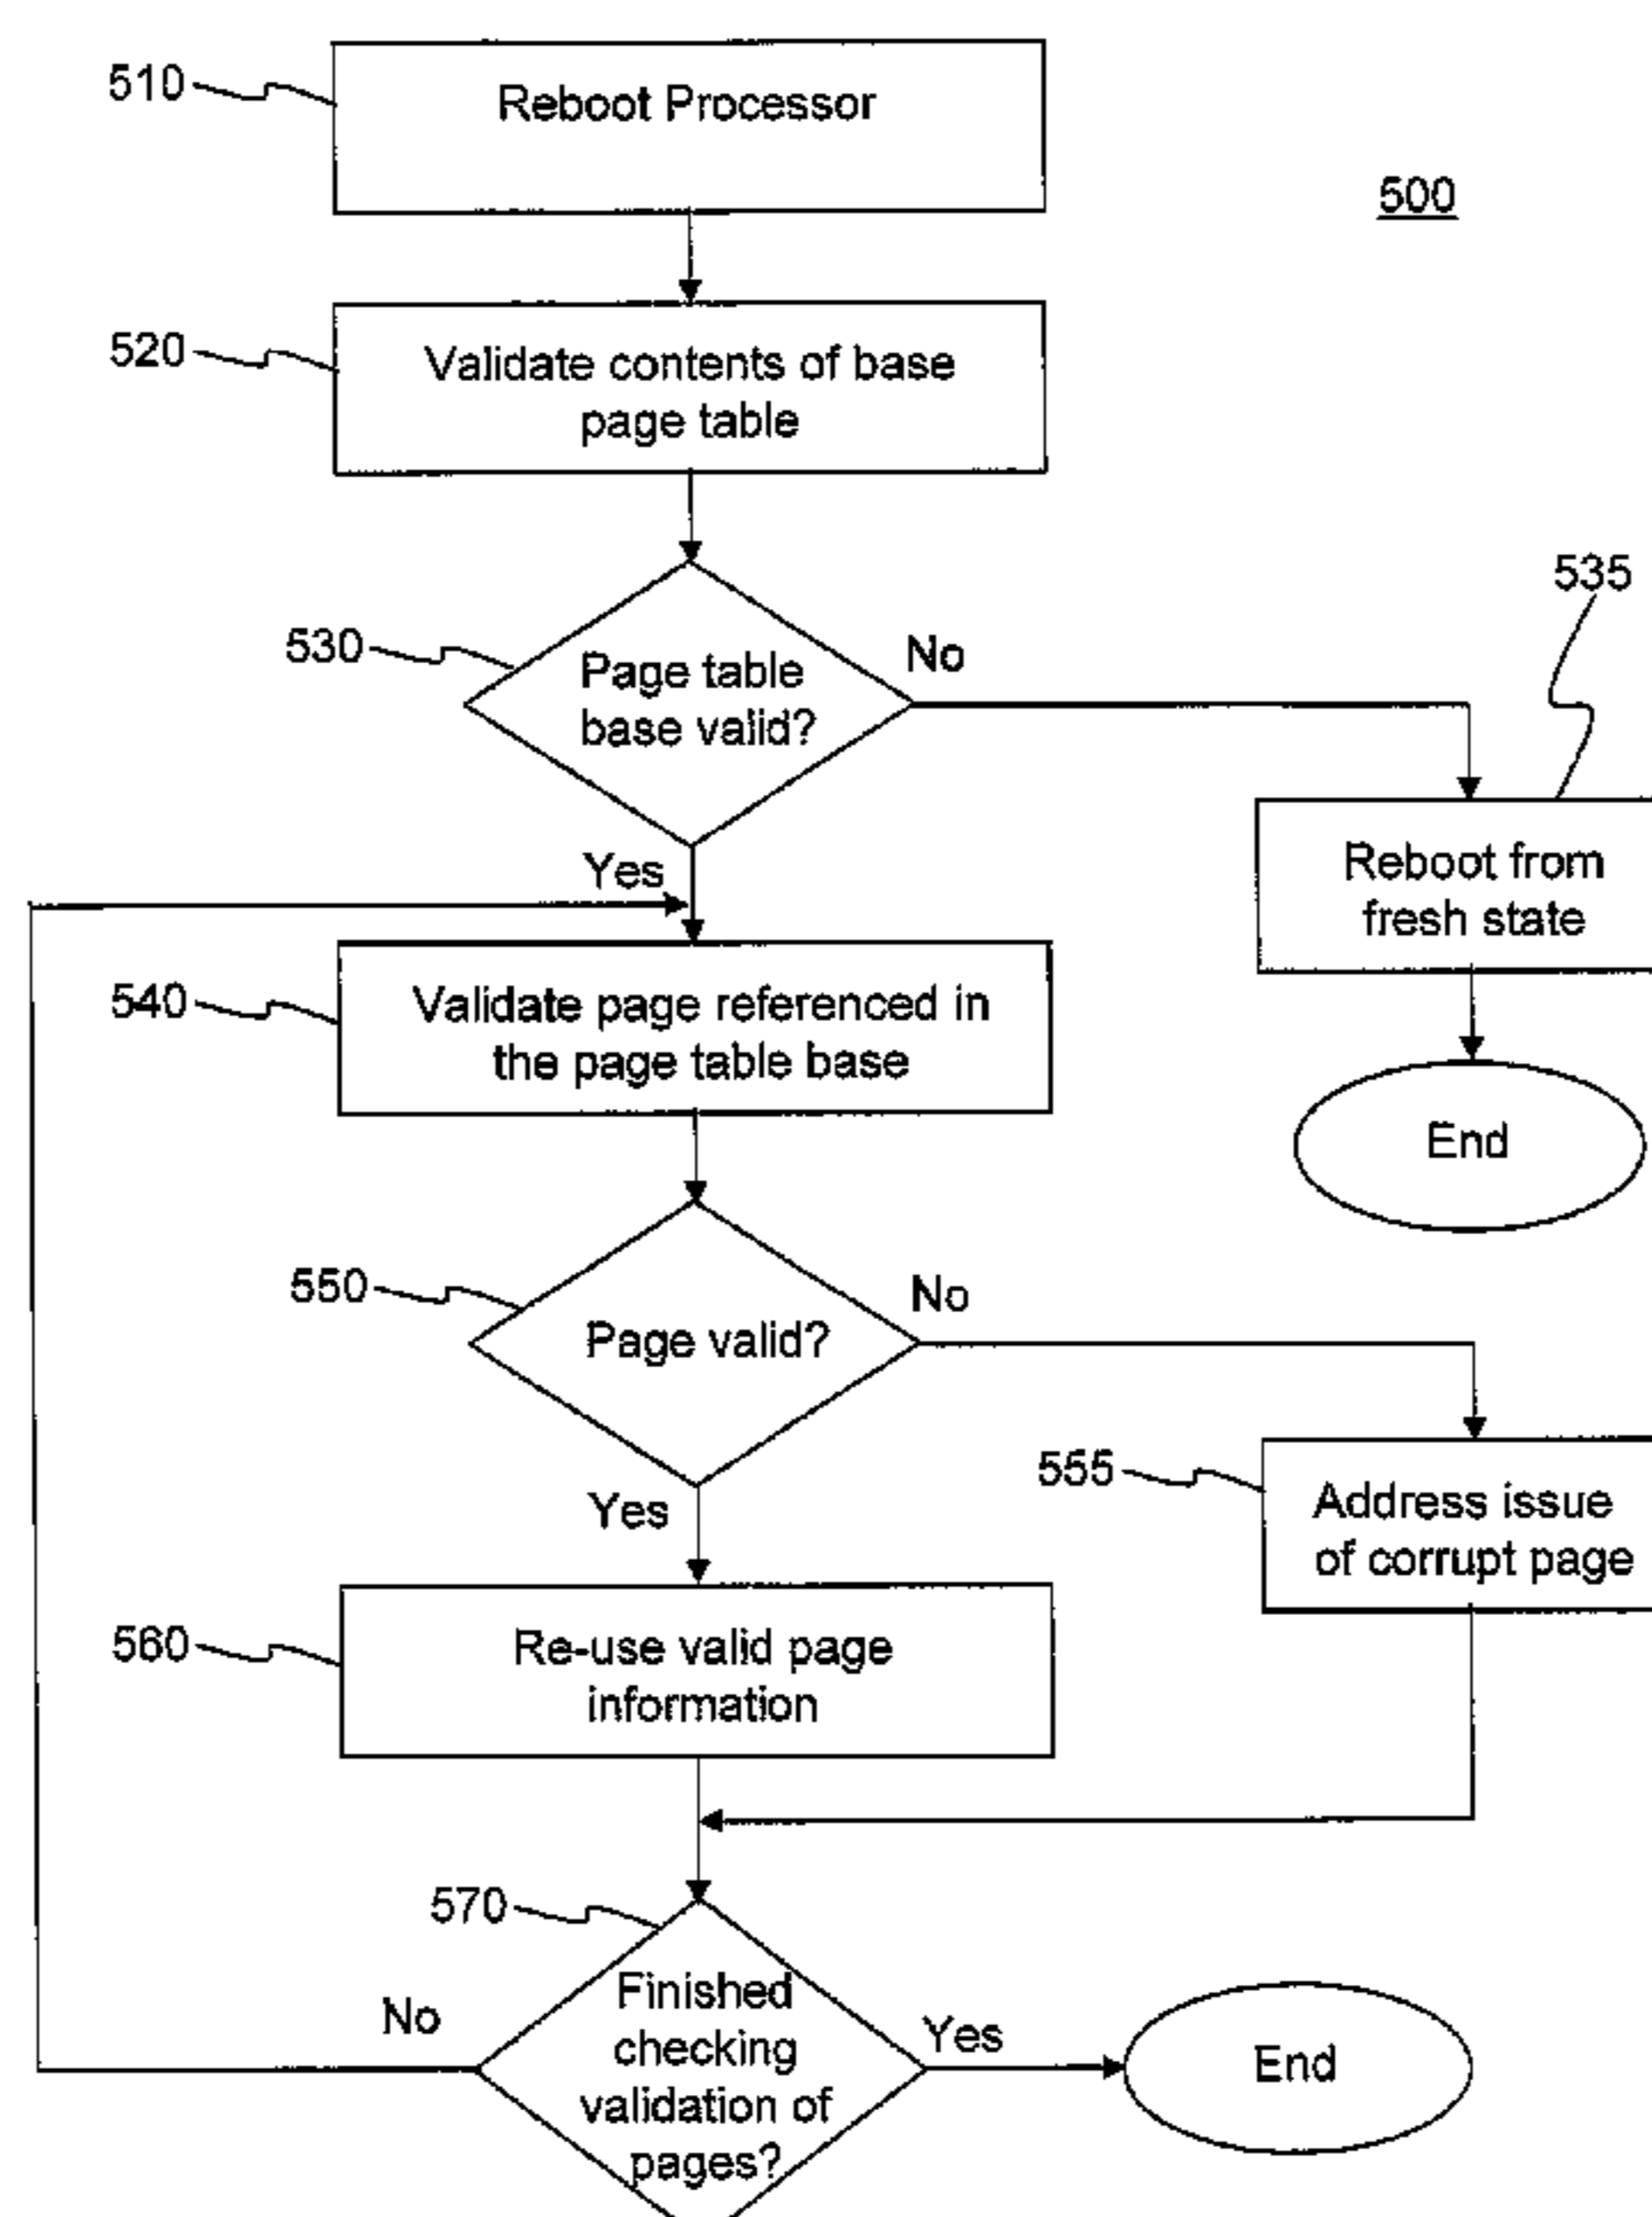 510
Reboot Processor
500
520
Validate contents of base
page table
530
Page table
base valid?
No
535
Yes
Reboot from
fresh state
540
Validate page referenced in
the page table base
End
550
Page valid?
No
555
Address issue
of corrupt page
Yes
560
Re-use valid page
information
570
Finished
checking
validation of
pages?
No
Yes
End